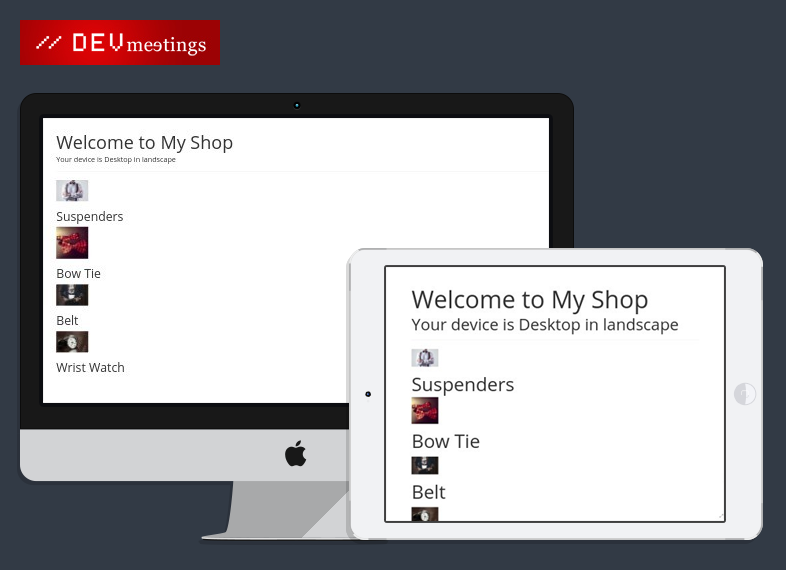 // DEVmeetings
Welcome to My Shop
Your device is Desktop in landscape
Suspenders
Bow Tie
Belt
Wrist Watch
Welcome to My Shop
Your device is Desktop in landscape
Suspenders
Bow Tie
Belt